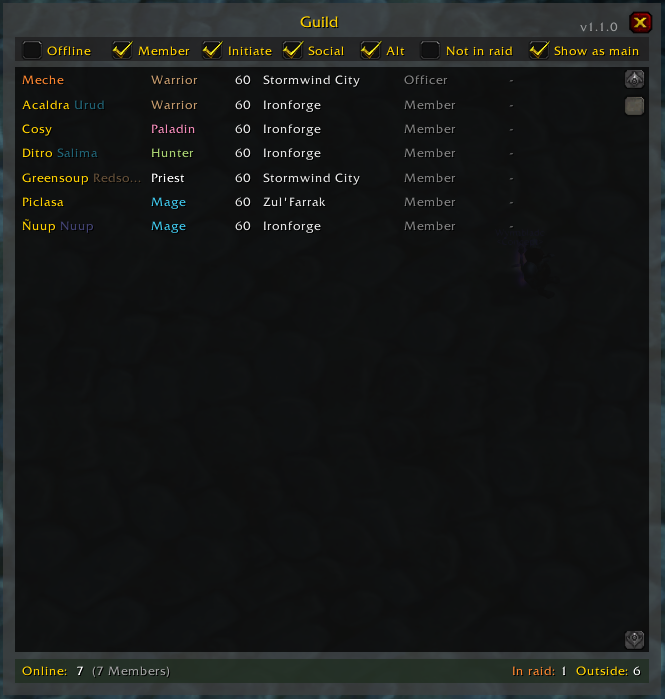 Guild
v1.1.0
Offline Member Initiate Social Alt Not in raid Show as main
Meche Warrior 60 Stormwind City Officer -
Acaldra Urud Warrior 60 Ironforge Member -
Cosy Paladin 60 Ironforge Member -
Ditro Salima Hunter 60 Ironforge Member -
Greensoup Redso... Priest 60 Stormwind City Member -
Piclasa Mage 60 Zul'Farrak Member -
Ñuup Nuup Mage 60 Ironforge Member -
Online: 7 (7 Members) In raid: 1 Outside: 6